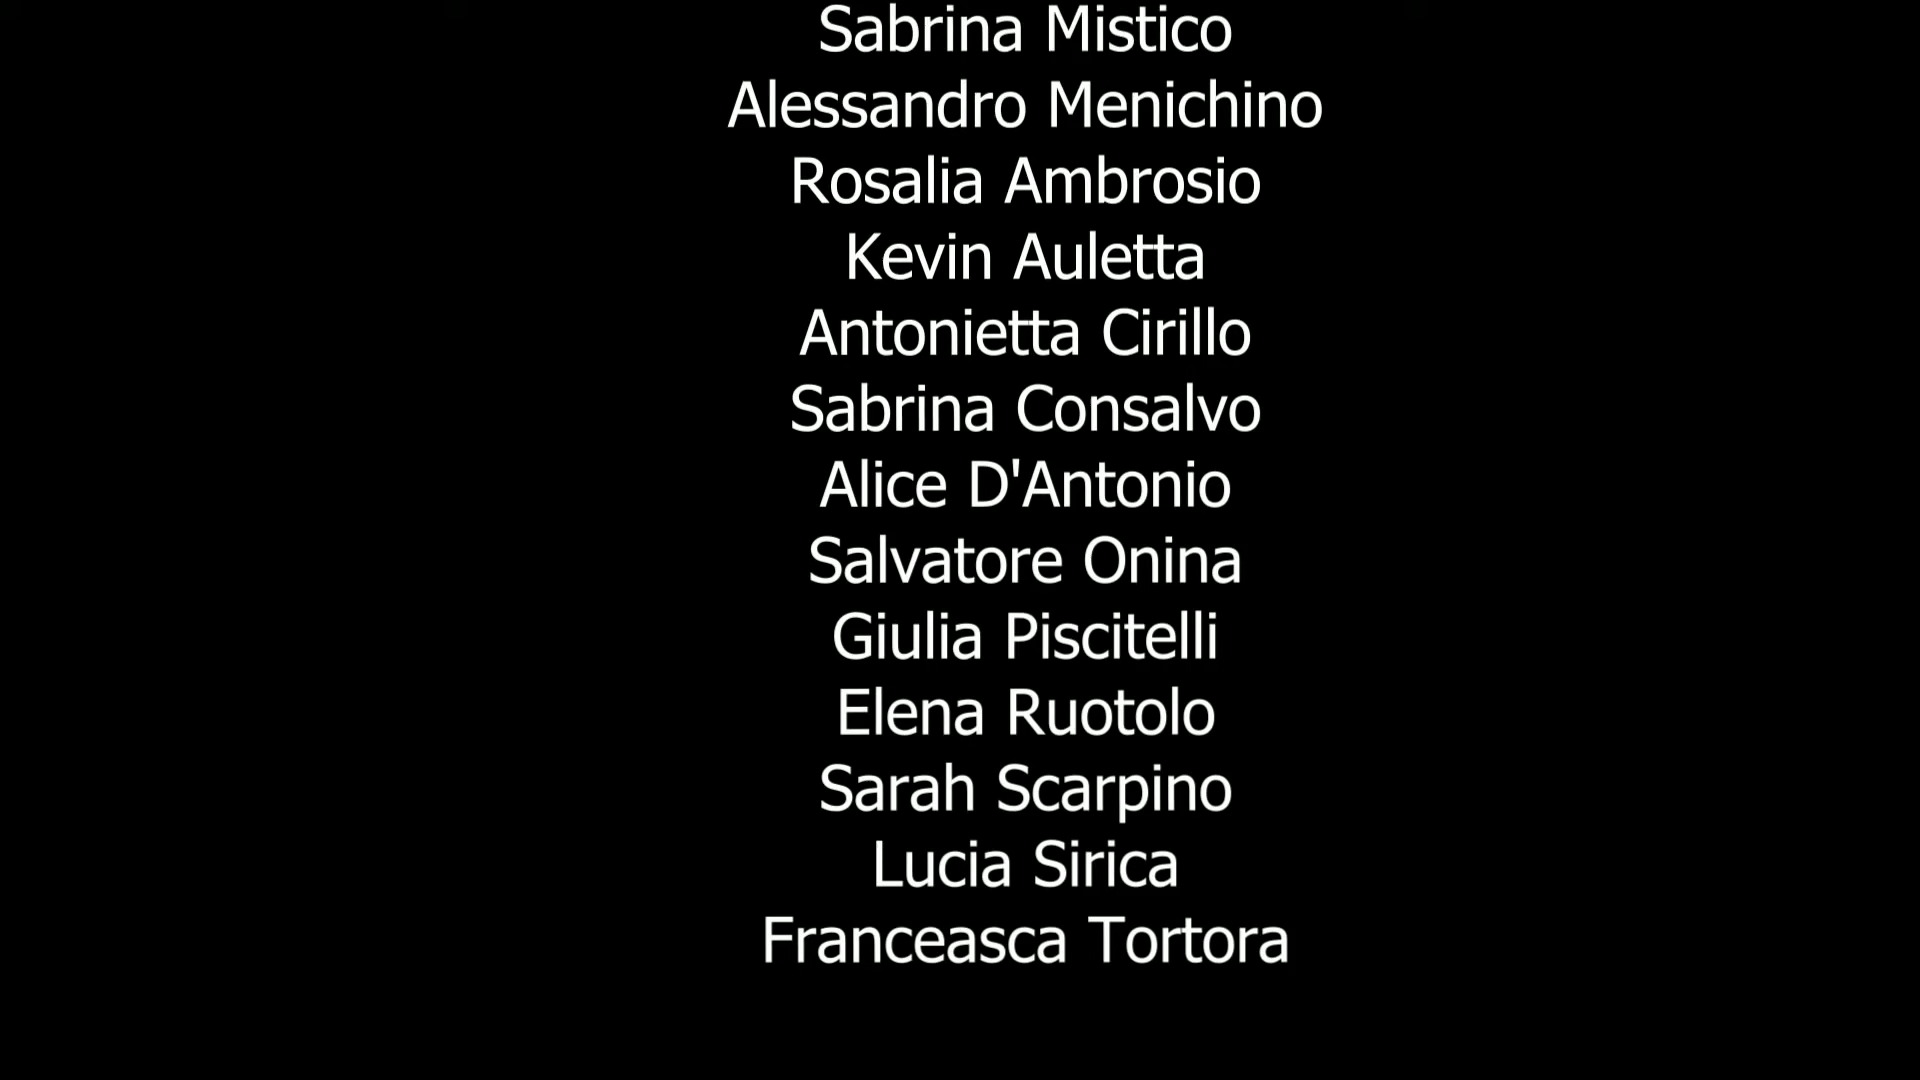 Sabrina Mistico
Alessandro Menichino
Rosalia Ambrosio
Kevin Auletta
Antonietta Cirillo
Sabrina Consalvo
Alice D'Antonio
Salvatore Onina
Giulia Piscitelli
Elena Ruotolo
Sarah Scarpino
Lucia Sirica
Franceasca Tortora